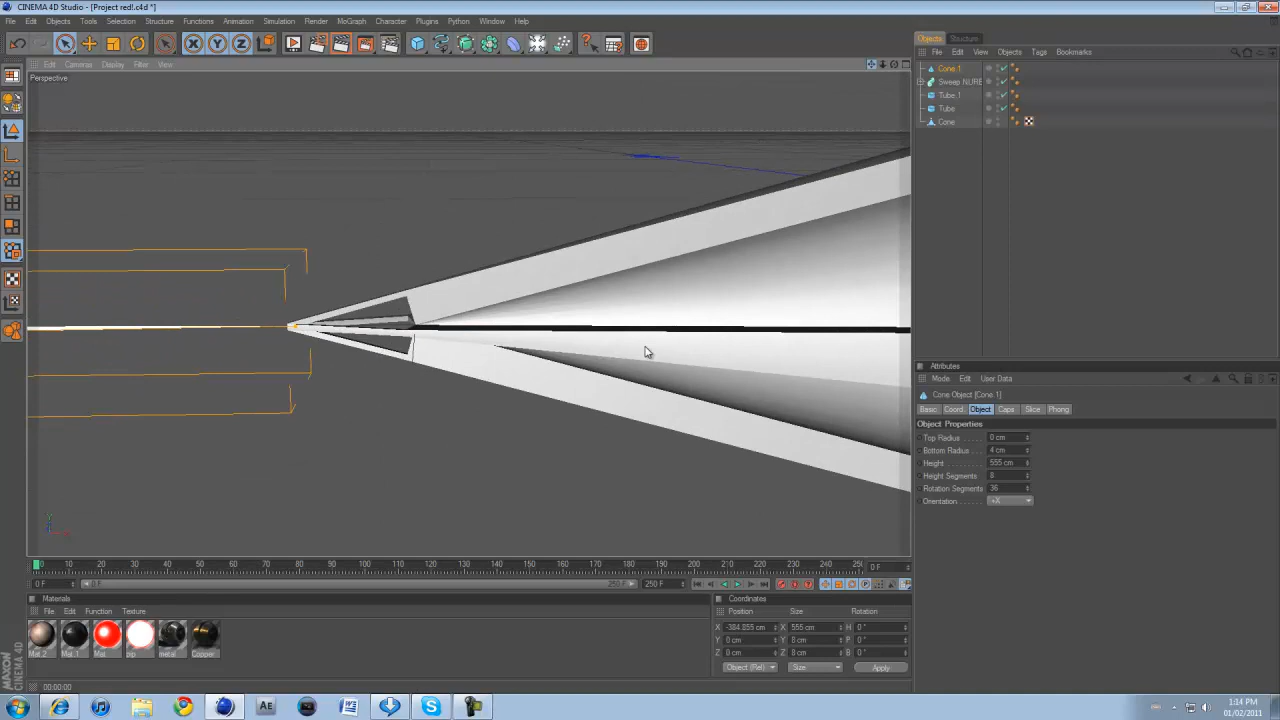 CINEMA 4D Studio - [Project red!.c4d *]
File Edit Objects Tools Selection Structure Functions Animation Simulation Render MoGraph Character Plugins Python Window Help
Edit Cameras Display Filter View
Perspective
Objects Structure
File Edit View Objects Tags Bookmarks
Cone.1
Sweep NURB
Tube.1
Tube
Cone
Attributes
Mode Edit User Data
Cone Object [Cone.1]
Basic Coord. Object Caps Slice Phong
Object Properties
Top Radius 0 cm
Bottom Radius 4 cm
Height 555 cm
Height Segments 8
Rotation Segments 36
Orientation +X
0 10 20 30 40 50 60 70 80 90 100 110 120 130 140 150 160 170 180 190 200 210 220 230 240 250 0 F
0 F 0 F 250 F 250 F
Materials
File Edit Function Texture
Mat 2 Mat 1 Mat pip metal Copper
Coordinates
Position Size Rotation
X -384.855 cm X 555 cm H 0 °
Y 0 cm Y 8 cm P 0 °
Z 0 cm Z 8 cm B 0 °
Object (Rel) Size Apply
00:00:00
MAXON CINEMA 4D
AE
1:14 PM
01/02/2011